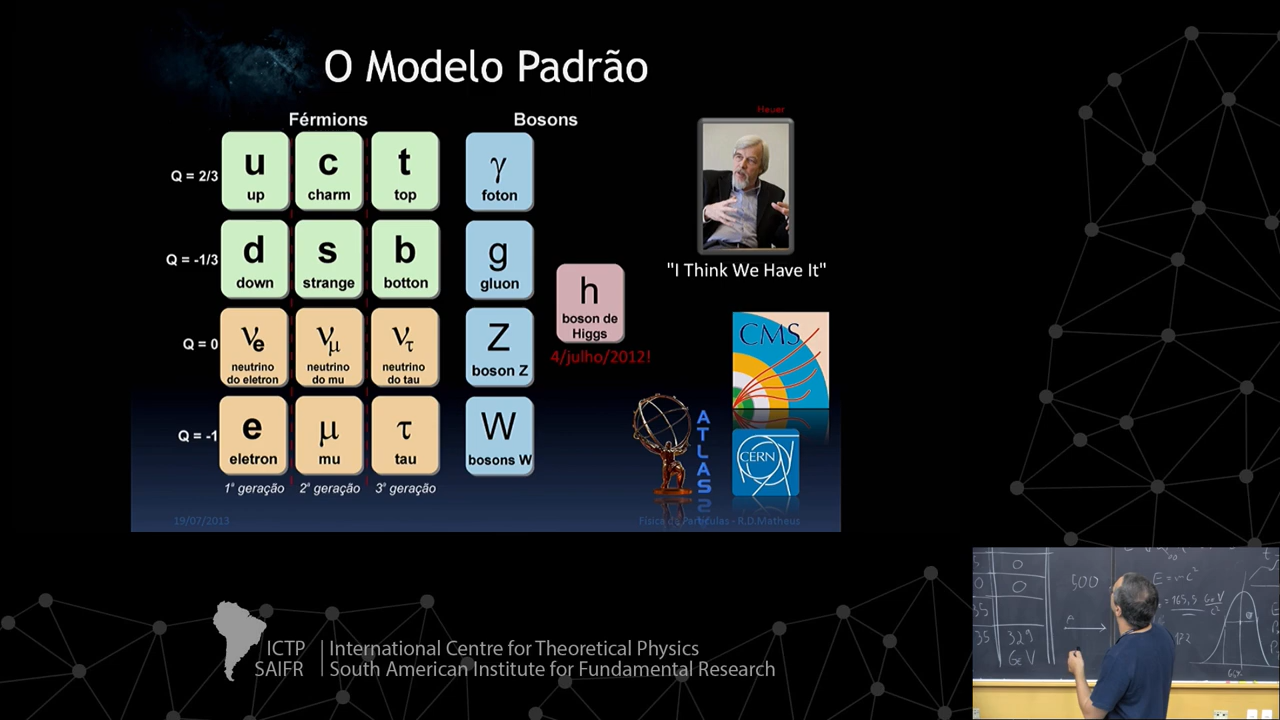 O Modelo Padrão
Férmions
Bosons
Heuer
Q = 2/3
u
up
c
charm
t
top
γ
foton
Q = -1/3
d
down
s
strange
b
botton
g
gluon
"I Think We Have It"
h
boson de
Higgs
4/julho/2012!
Q = 0
νe
neutrino
do eletron
νμ
neutrino
do mu
ντ
neutrino
do tau
Z
boson Z
CMS
Q = -1
e
eletron
μ
mu
τ
tau
W
bosons W
ATLAS
CERN
1ª geração
2ª geração
3ª geração
19/07/2013
Física de Partículas - R.D.Matheus
ICTP
SAIFR
International Centre for Theoretical Physics
South American Institute for Fundamental Research
0
0
500
329
GeV